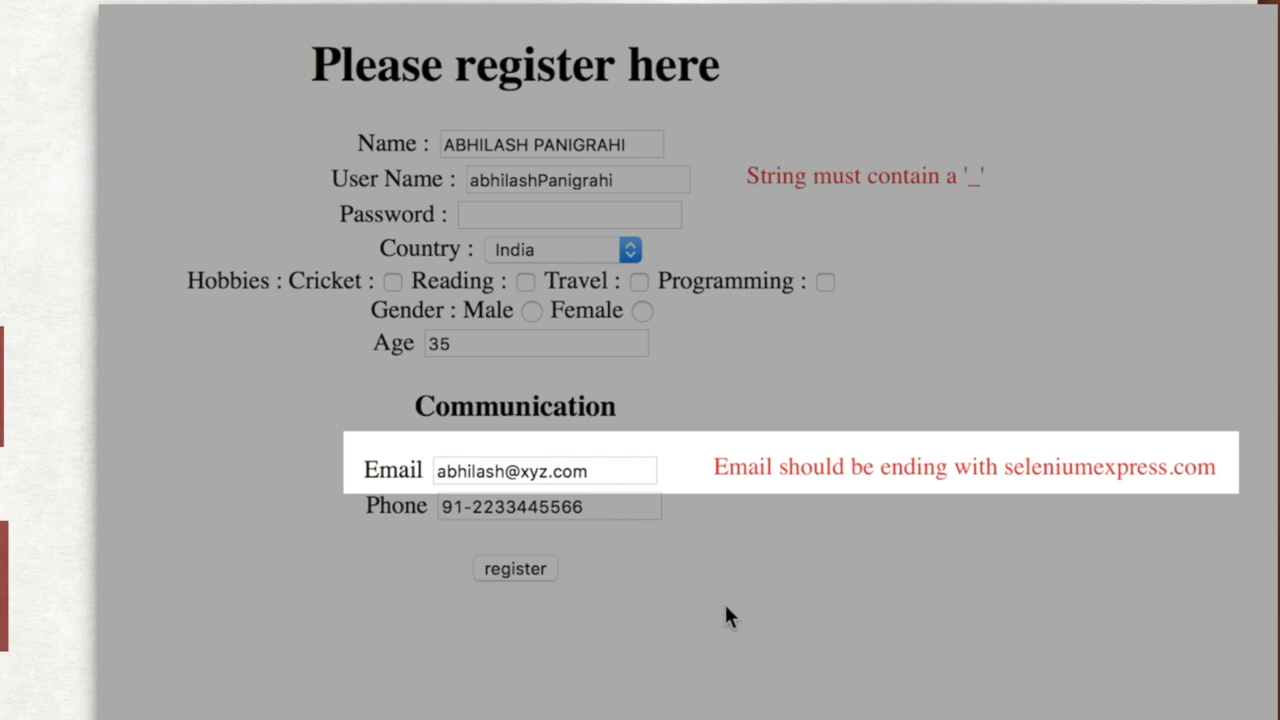 Please register here
Name : ABHILASH PANIGRAHI
User Name : abhilashPanigrahi String must contain a '_'
Password :
Country : India
Hobbies : Cricket : Reading : Travel : Programming :
Gender : Male Female
Age 35
Communication
Email abhilash@xyz.com Email should be ending with seleniumexpress.com
Phone 91-2233445566
register